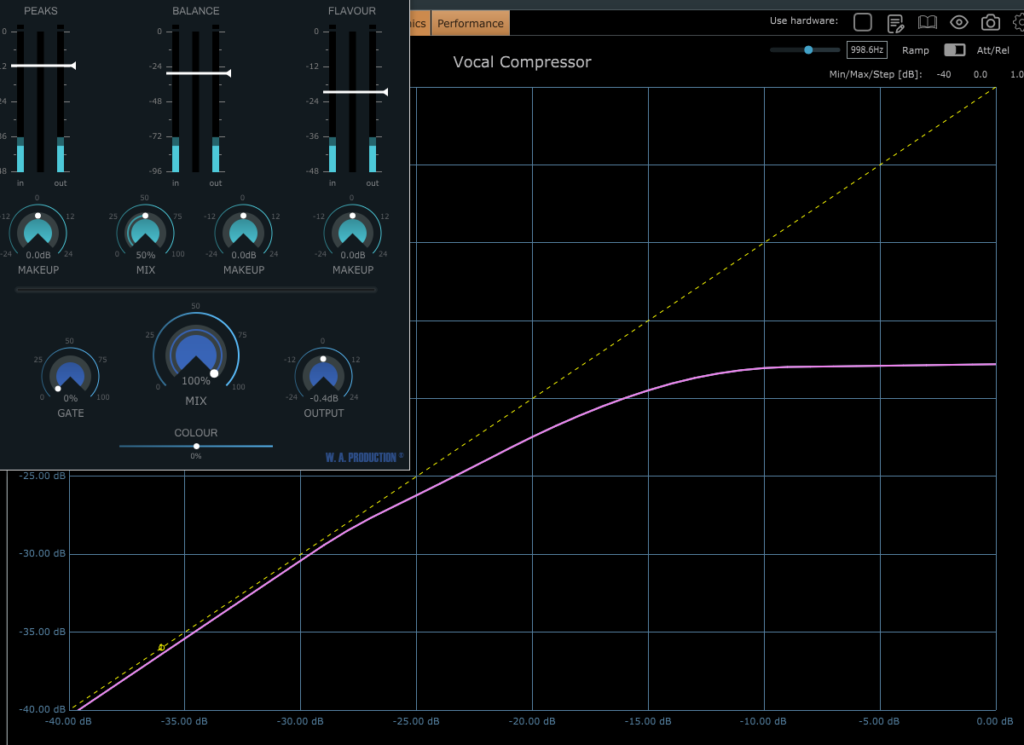 PEAKS BALANCE FLAVOUR
ics Performance
Use hardware:
998.6Hz Ramp Att/Rel
Vocal Compressor
Min/Max/Step [dB]: -40 0.0 1.0
0 0 0
12 -24 -12
24 -48 -24
36 -72 -36
48 -96 -48
in out in out in out
0 50 0 0
-12 12 25 75 -12 12 -12 12
-24 24 0 100 -24 24 -24 24
0.0dB 50% 0.0dB 0.0dB
MAKEUP MIX MAKEUP MAKEUP
50
25 75
0 100
100%
MIX
50 0
25 75 -12 12
0 100 -24 24
0% -0.4dB
GATE OUTPUT
COLOUR
0%
W. A. PRODUCTION ®
-25.00 dB
-30.00 dB
-35.00 dB
-40.00 dB
-40.00 dB -35.00 dB -30.00 dB -25.00 dB -20.00 dB -15.00 dB -10.00 dB -5.00 dB 0.00 dB